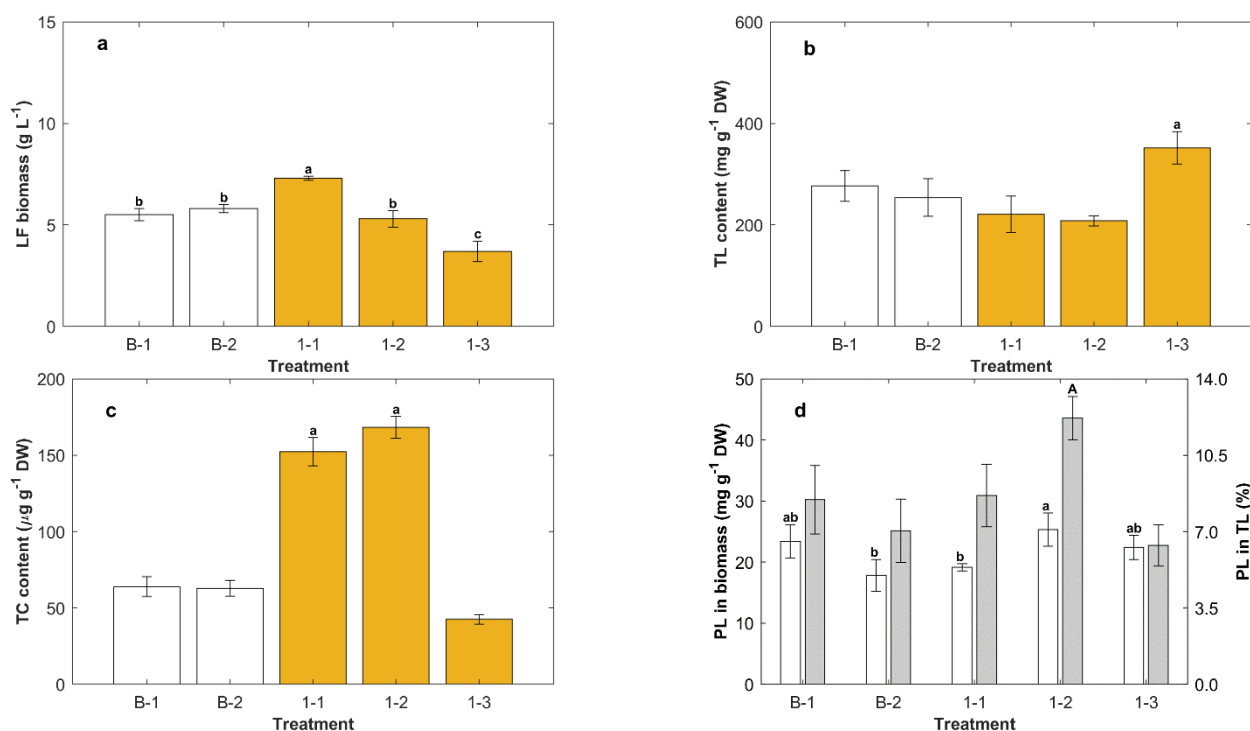 a
LF biomass (g L⁻¹)
15
10
5
0
b
b
a
b
c
B-1 B-2 1-1 1-2 1-3
Treatment
b
TL content (mg g⁻¹ DW)
600
400
200
0
a
B-1 B-2 1-1 1-2 1-3
Treatment
c
TC content (μg g⁻¹ DW)
200
150
100
50
0
a
a
B-1 B-2 1-1 1-2 1-3
Treatment
d
PL in biomass (mg g⁻¹ DW)
50
40
30
20
10
0
ab
b
b
a
A
ab
14.0
10.5
7.0
3.5
0.0
PL in TL (%)
B-1 B-2 1-1 1-2 1-3
Treatment